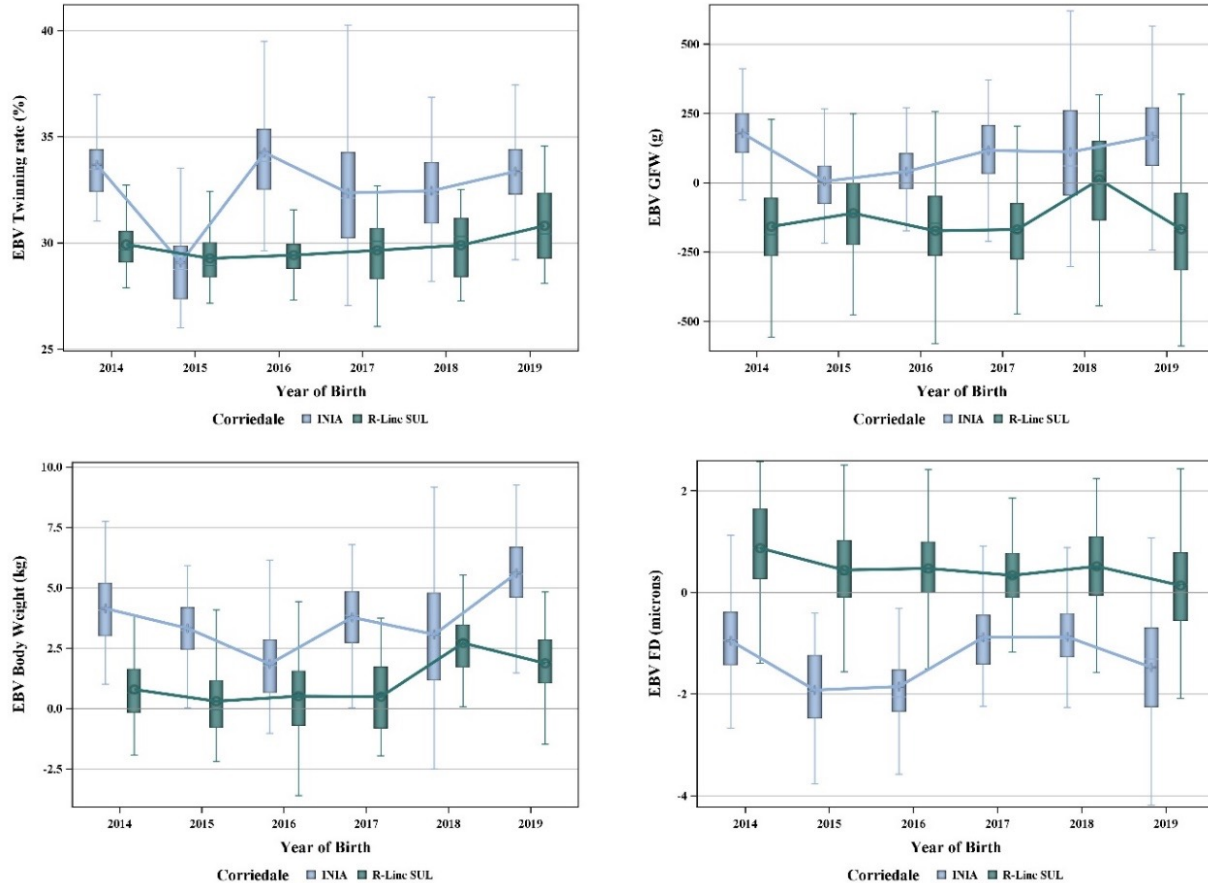 EBV Twinning rate (%)
40
35
30
25
2014 2015 2016 2017 2018 2019
Year of Birth
Corriedale INIA R-Line SUL
EBV GFW (g)
500
250
0
-250
-500
2014 2015 2016 2017 2018 2019
Year of Birth
Corriedale INIA R-Line SUL
EBV Body Weight (kg)
10.0
7.5
5.0
2.5
0.0
-2.5
2014 2015 2016 2017 2018 2019
Year of Birth
Corriedale INIA R-Line SUL
EBV FD (microns)
2
0
-2
-4
2014 2015 2016 2017 2018 2019
Year of Birth
Corriedale INIA R-Line SUL